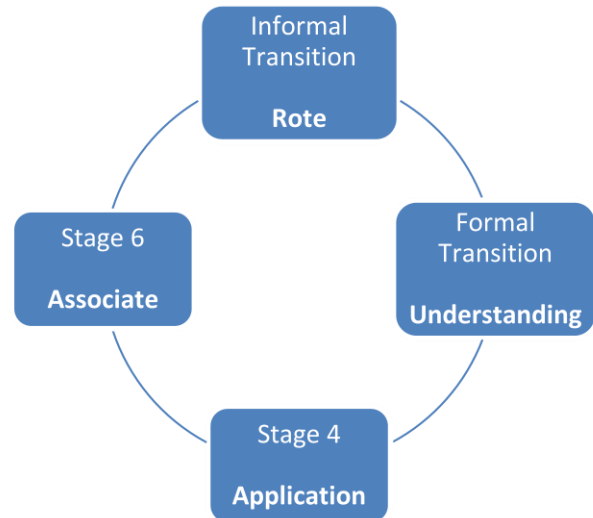 Informal
Transition
Rote
Formal
Transition
Understanding
Stage 4
Application
Stage 6
Associate